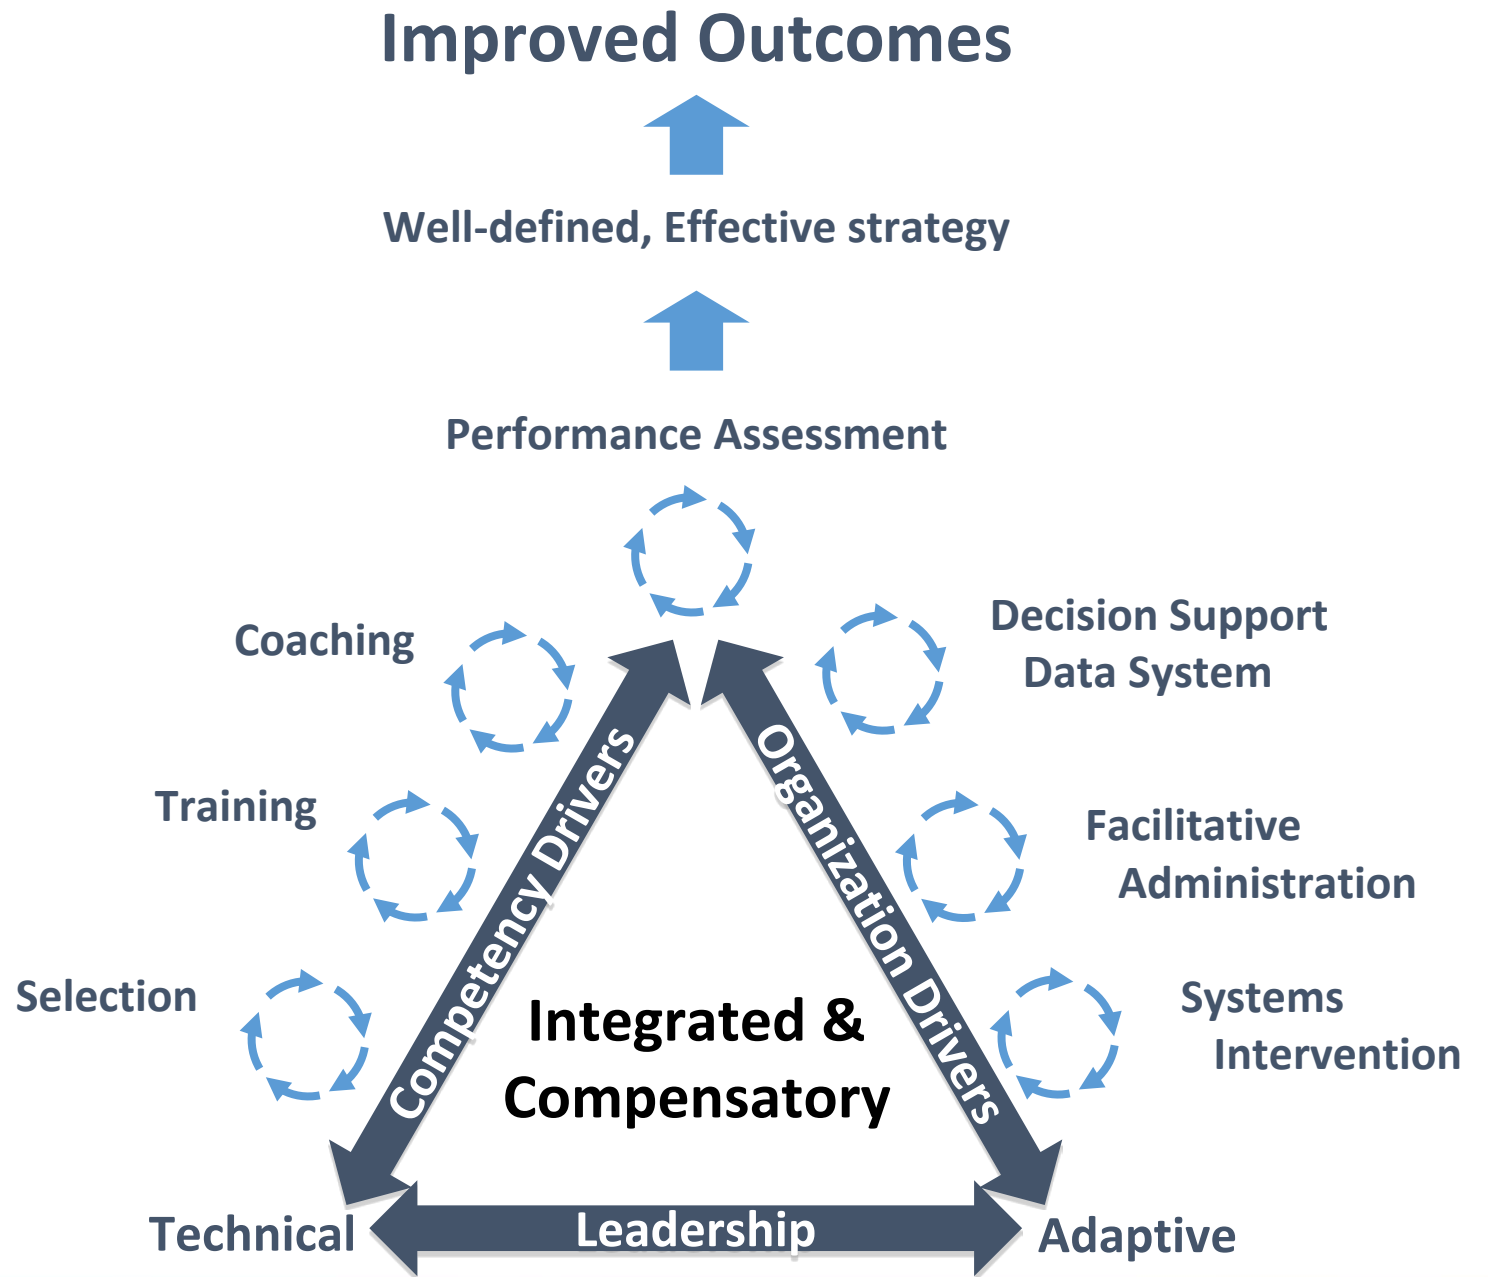 Improved Outcomes
Well-defined, Effective strategy
Performance Assessment
Coaching
Training
Selection
Competency Drivers
Organization Drivers
Decision Support
Data System
Facilitative
Administration
Systems
Intervention
Integrated &
Compensatory
Technical
Leadership
Adaptive